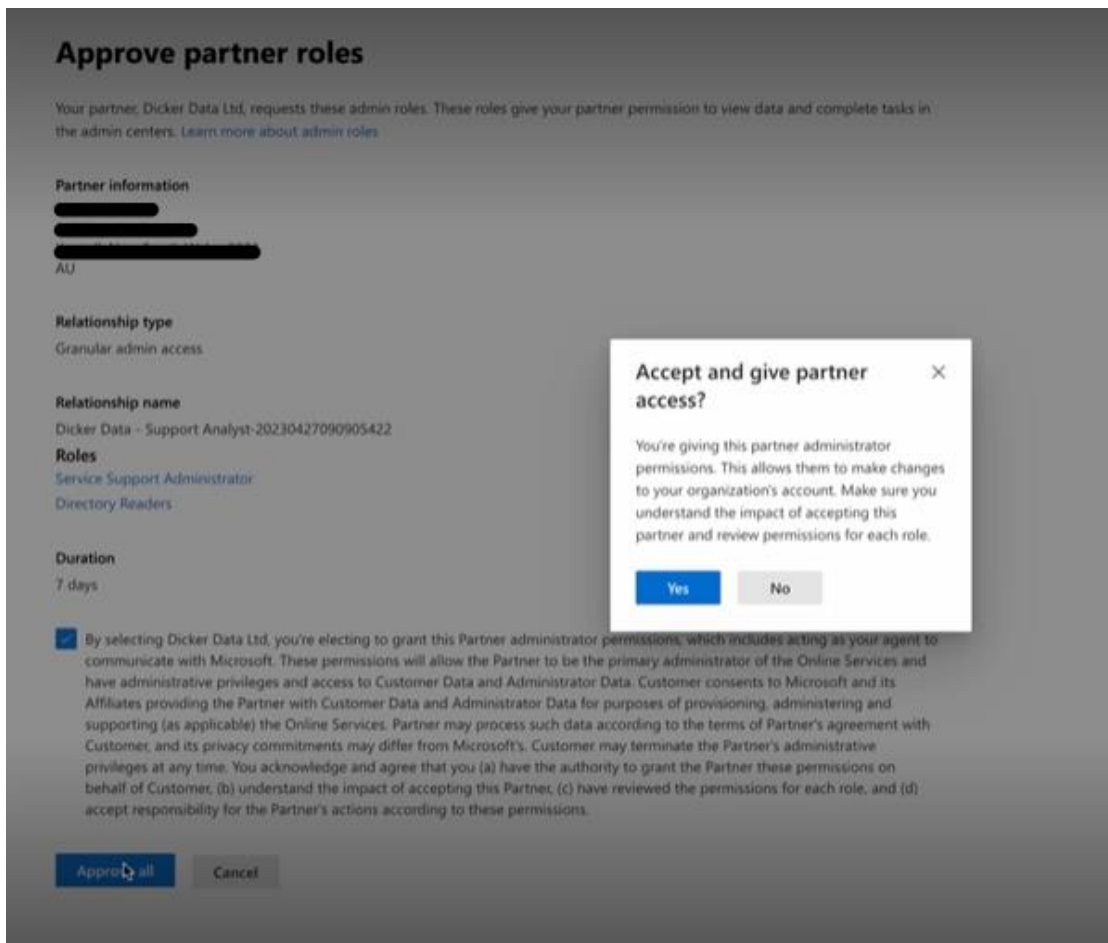 Approve partner roles
Your partner, Dicker Data Ltd, requests these admin roles. These roles give your partner permission to view data and complete tasks in
the admin centers. Learn more about admin roles
Partner information
AU
Relationship type
Granular admin access
Relationship name
Dicker Data - Support Analyst-20230427090905422
Roles
Service Support Administrator
Directory Readers
Duration
7 days
By selecting Dicker Data Ltd, you're electing to grant this Partner administrator permissions, which includes acting as your agent to
communicate with Microsoft. These permissions will allow the Partner to be the primary administrator of the Online Services and
have administrative privileges and access to Customer Data and Administrator Data. Customer consents to Microsoft and its
Affiliates providing the Partner with Customer Data and Administrator Data for purposes of provisioning, administering and
supporting (as applicable) the Online Services. Partner may process such data according to the terms of Partner's agreement with
Customer, and its privacy commitments may differ from Microsoft's. Customer may terminate the Partner's administrative
privileges at any time. You acknowledge and agree that you (a) have the authority to grant the Partner these permissions on
behalf of Customer, (b) understand the impact of accepting this Partner, (c) have reviewed the permissions for each role, and (d)
accept responsibility for the Partner's actions according to these permissions.
Approve all
Cancel
Accept and give partner
access?
You're giving this partner administrator
permissions. This allows them to make changes
to your organization's account. Make sure you
understand the impact of accepting this
partner and review permissions for each role.
Yes
No